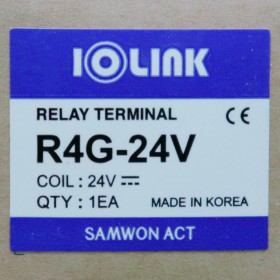 IOLINK
RELAY TERMINAL CE
R4G-24V
COIL : 24V ⎓
QTY : 1EA MADE IN KOREA
SAMWON ACT